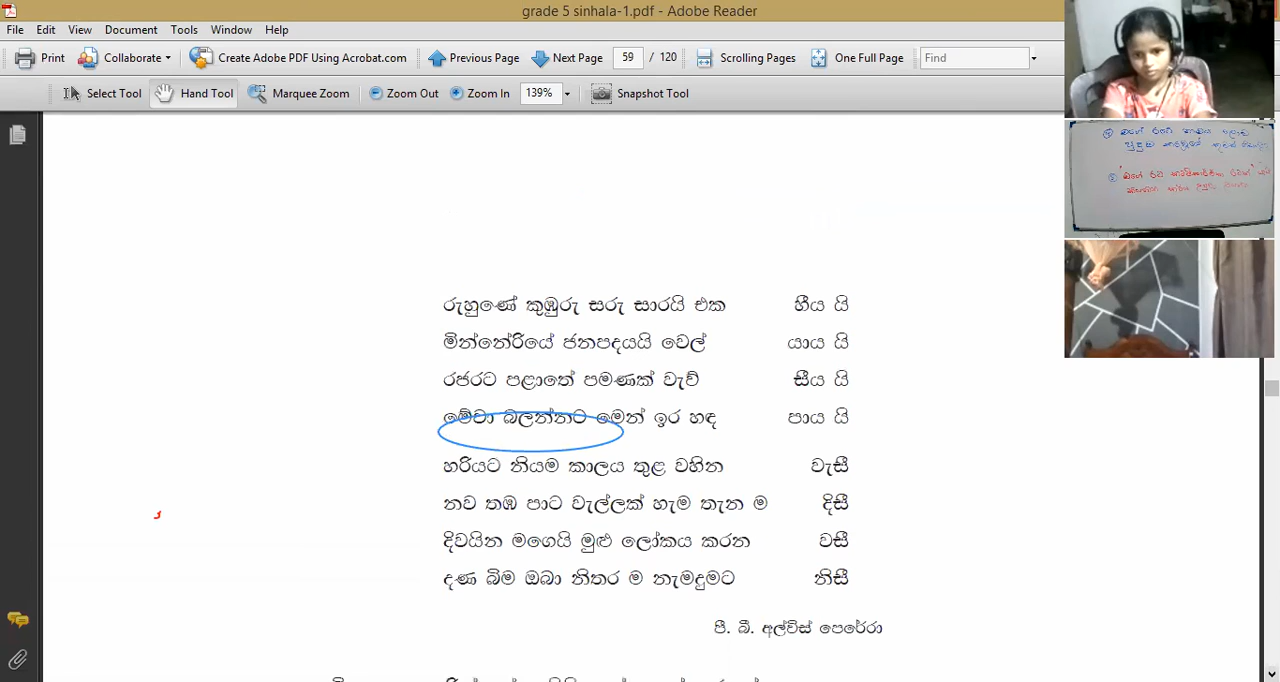 grade 5 sinhala-1.pdf - Adobe Reader
File Edit View Document Tools Window Help
Print Collaborate Create Adobe PDF Using Acrobat.com Previous Page Next Page 59 / 120 Scrolling Pages One Full Page Find
Select Tool Hand Tool Marquee Zoom Zoom Out Zoom In 139% Snapshot Tool
රුහුණේ කුඹුරු සරු සාරයි එක හීය යි
මින්නේරියේ ජනපදයයි වෙල් යාය යි
රජරට පළාතේ පමණක් වැව් සීය යි
මේවා බලන්නට මෙන් ඉර හඳ පාය යි
හරියට නියම කාලය තුළ වහින වැසී
නව තඹ පාට වැල්ලක් හැම තැන ම දිසී
දිවයින මගෙයි මුළු ලෝකය කරන වසී
දණ බිම ඔබා නිතර ම නැමදුමට නිසී
පී. බී. අල්විස් පෙරේරා